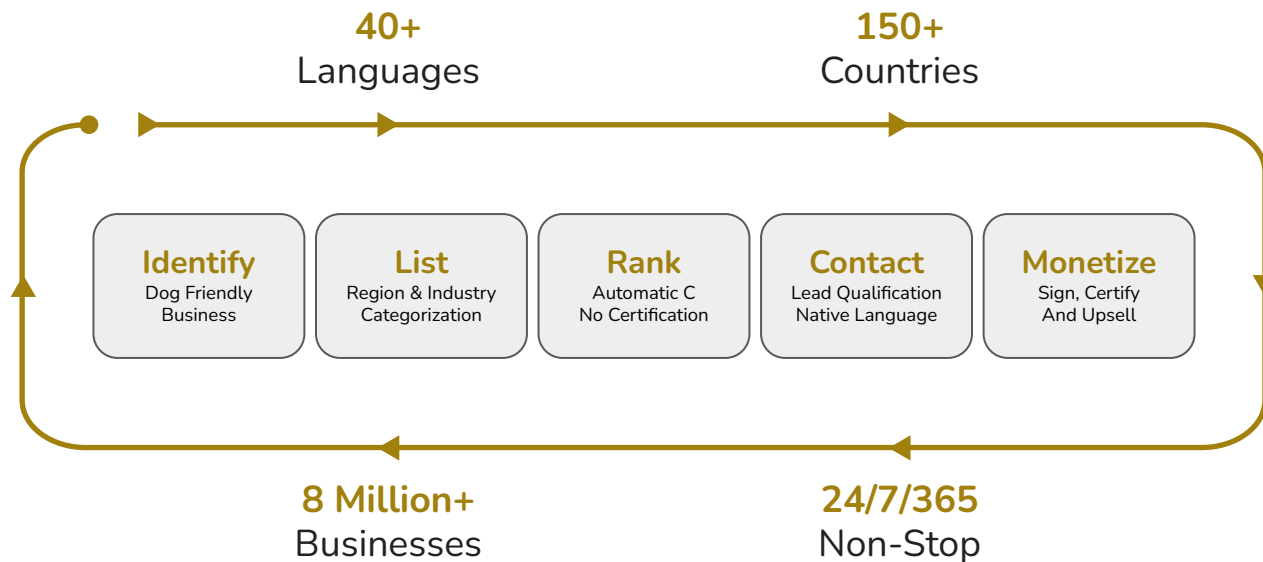 40+
Languages
150+
Countries
Identify
Dog Friendly
Business
List
Region & Industry
Categorization
Rank
Automatic C
No Certification
Contact
Lead Qualification
Native Language
Monetize
Sign, Certify
And Upsell
8 Million+
Businesses
24/7/365
Non-Stop